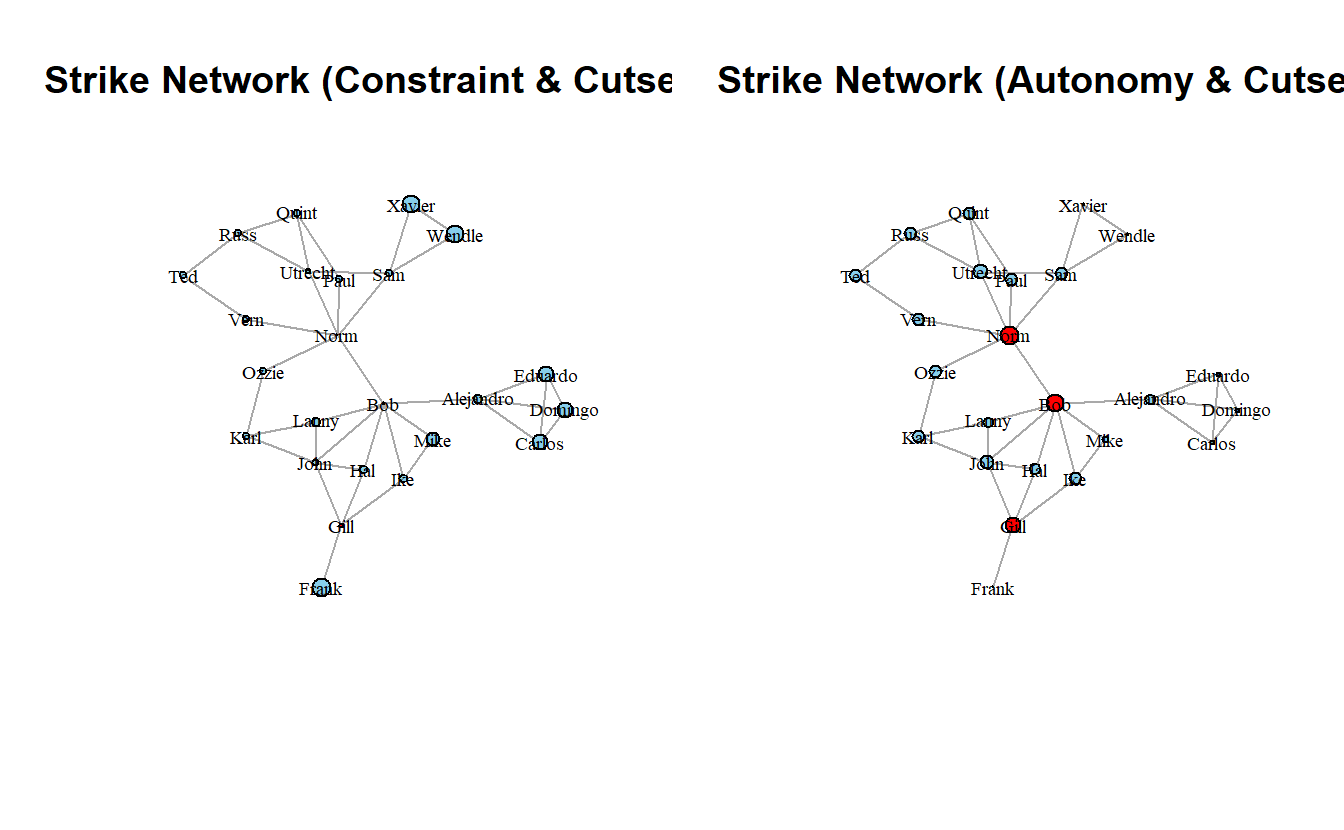 Strike Network (Constraint & Cutse
Xavier
Quint
Russ
Wendle
Utrecht
Sam
Ted
Paul
Vern
Norm
Ozzie
Eduardo
Alejandro
Bob
Domingo
Lanny
Karl
Mike
Carlos
John
Hal
Ike
Gill
Frank
Strike Network (Autonomy & Cutse
Xavier
Quint
Russ
Wendle
Utrecht
Sam
Ted
Paul
Vern
Norm
Ozzie
Eduardo
Alejandro
Bob
Domingo
Lanny
Karl
Mike
Carlos
John
Hal
Ike
Gill
Frank